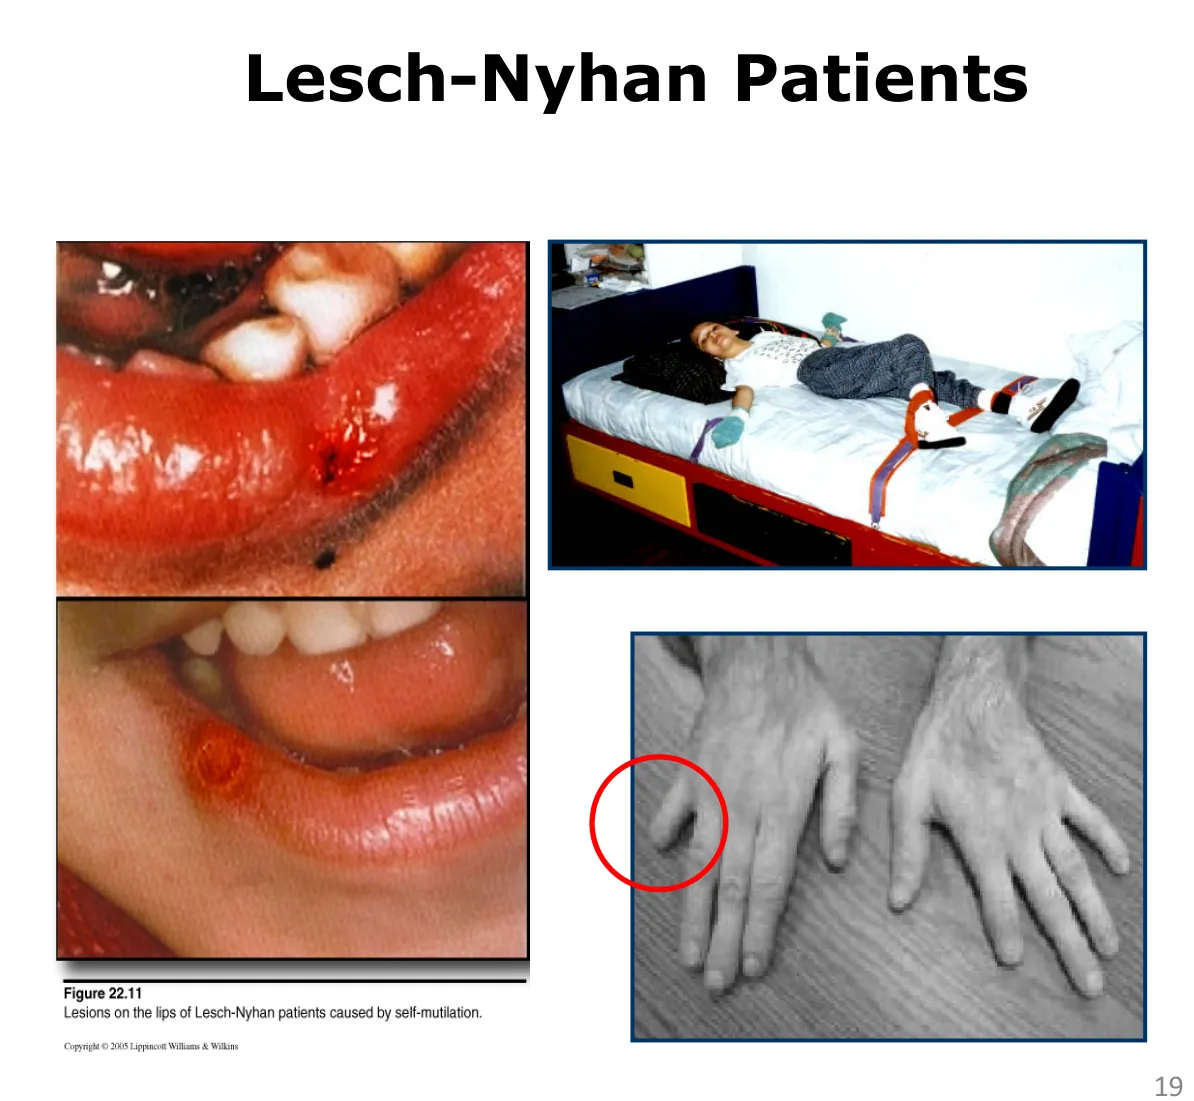 Lesch-Nyhan Patients
Figure 22.11
Lesions on the lips of Lesch-Nyhan patients caused by self-mutilation.
Copyright © 2005 Lippincott Williams & Wilkins
19